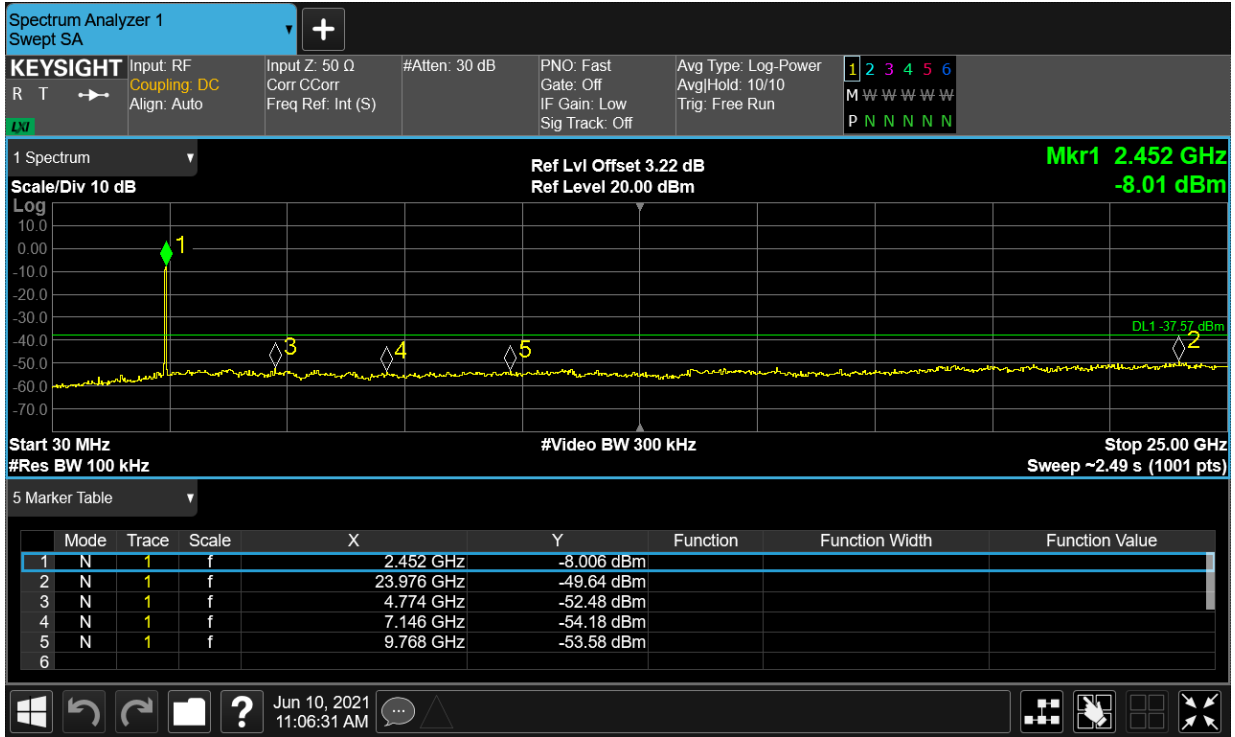 Spectrum Analyzer 1
Swept SA
+
KEYSIGHT
R T
LXI
Input: RF
Coupling: DC
Align: Auto
Input Z: 50 Ω
Corr CCorr
Freq Ref: Int (S)
#Atten: 30 dB
PNO: Fast
Gate: Off
IF Gain: Low
Sig Track: Off
Avg Type: Log-Power
Avg|Hold: 10/10
Trig: Free Run
1 2 3 4 5 6
M W W W W W
P N N N N N
1 Spectrum
Scale/Div 10 dB
Ref Lvl Offset 3.22 dB
Ref Level 20.00 dBm
Mkr1 2.452 GHz
-8.01 dBm
Log
10.0
0.00
-10.0
-20.0
-30.0
-40.0
-50.0
-60.0
-70.0
1
3
4
5
2
DL1 -37.57 dBm
Start 30 MHz
#Video BW 300 kHz
Stop 25.00 GHz
#Res BW 100 kHz
Sweep ~2.49 s (1001 pts)
5 Marker Table
Mode Trace Scale X Y Function Function Width Function Value
1 N 1 f 2.452 GHz -8.006 dBm
2 N 1 f 23.976 GHz -49.64 dBm
3 N 1 f 4.774 GHz -52.48 dBm
4 N 1 f 7.146 GHz -54.18 dBm
5 N 1 f 9.768 GHz -53.58 dBm
6
?
Jun 10, 2021
11:06:31 AM